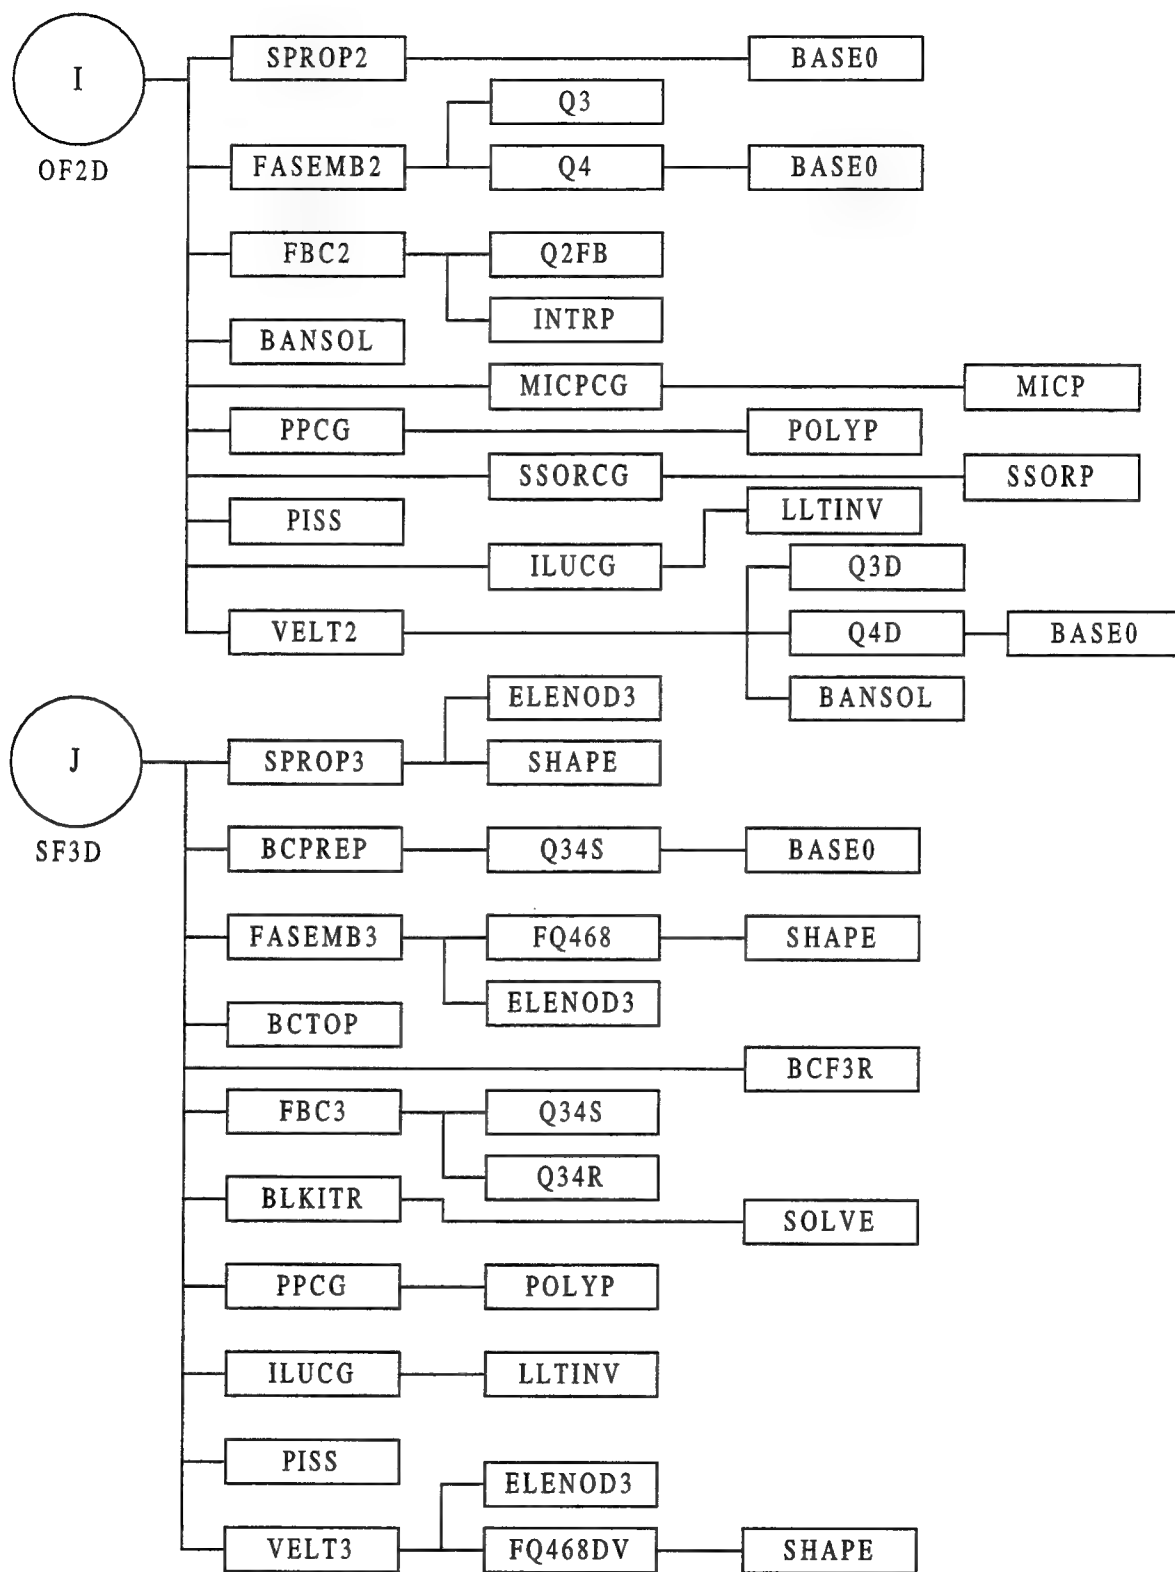 I
OF2D
SPROP2 BASE0
Q3
FASEMB2 Q4 BASE0
FBC2 Q2FB
INTRP
BANSOL
MICPCG MICP
PPCG POLYP
SSORCG SSORP
PISS LLTINV
ILUCG Q3D
VELT2 Q4D BASE0
BANSOL
J
SF3D
ELENOD3
SPROP3 SHAPE
BCPREP Q34S BASE0
FASEMB3 FQ468 SHAPE
ELENOD3
BCTOP
BCF3R
FBC3 Q34S
Q34R
BLKITR SOLVE
PPCG POLYP
ILUCG LLTINV
PISS
ELENOD3
VELT3 FQ468DV SHAPE